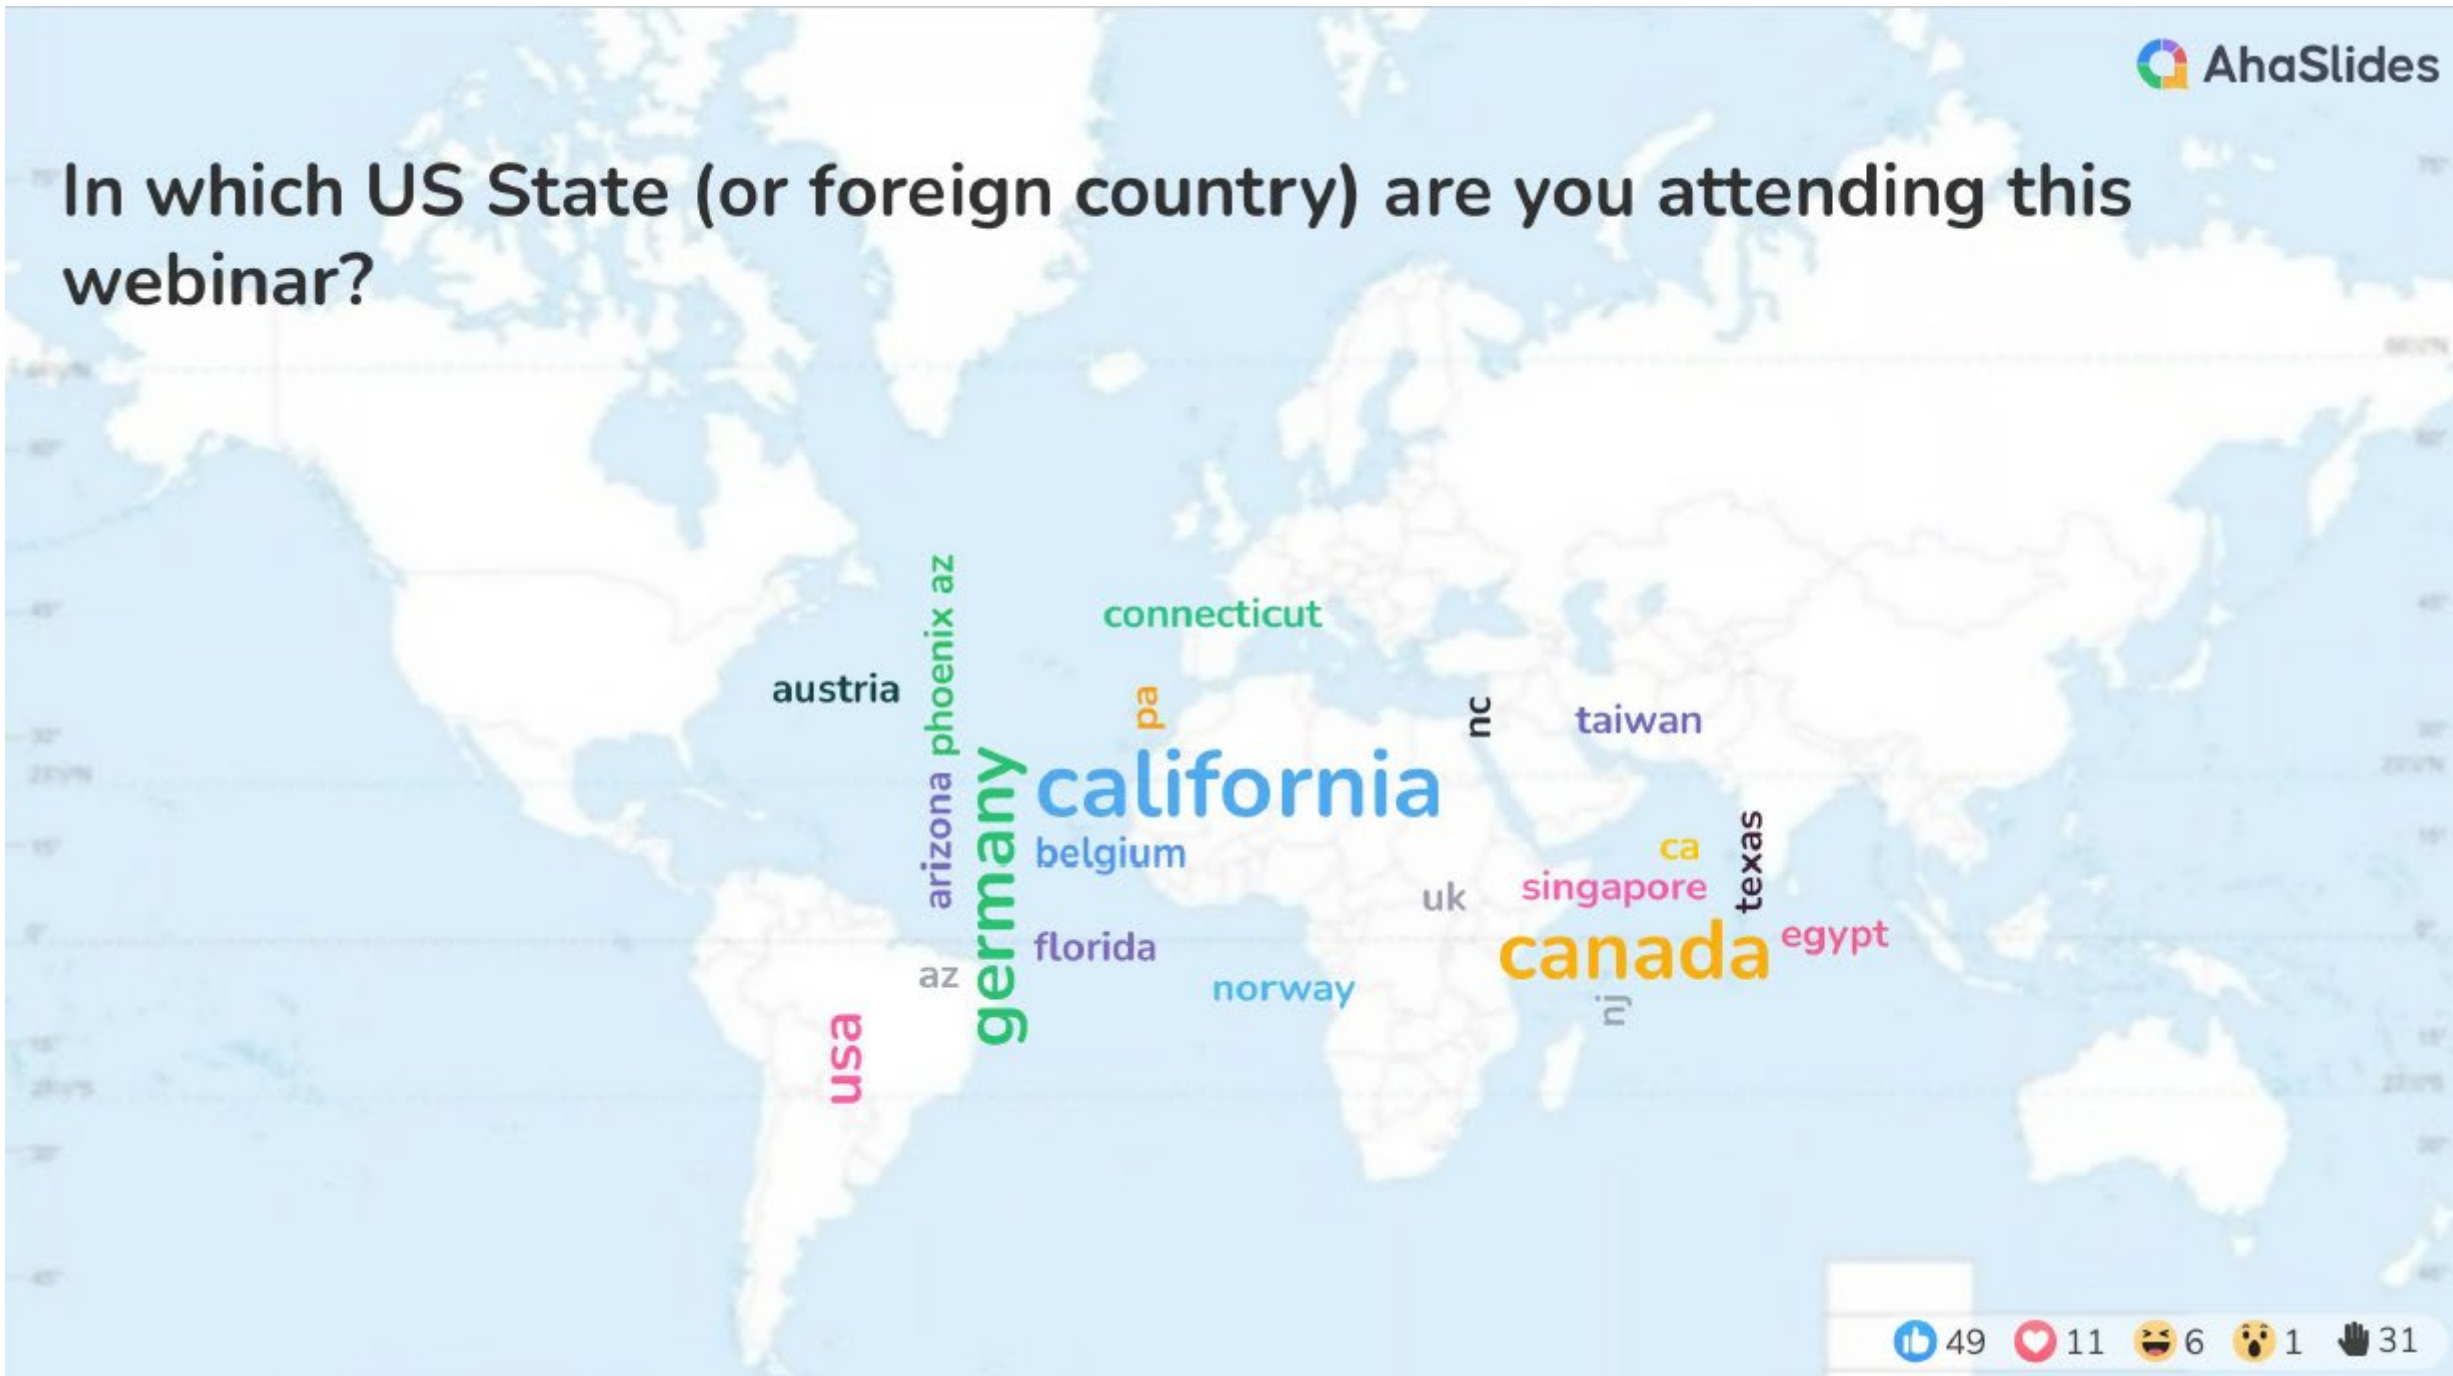 AhaSlides
In which US State (or foreign country) are you attending this
webinar?
phoenix az
connecticut
austria
pa
nc
taiwan
california
arizona
germany
belgium
ca
texas
singapore
uk
canada
egypt
florida
az
norway
nj
usa
49 11 6 1 31